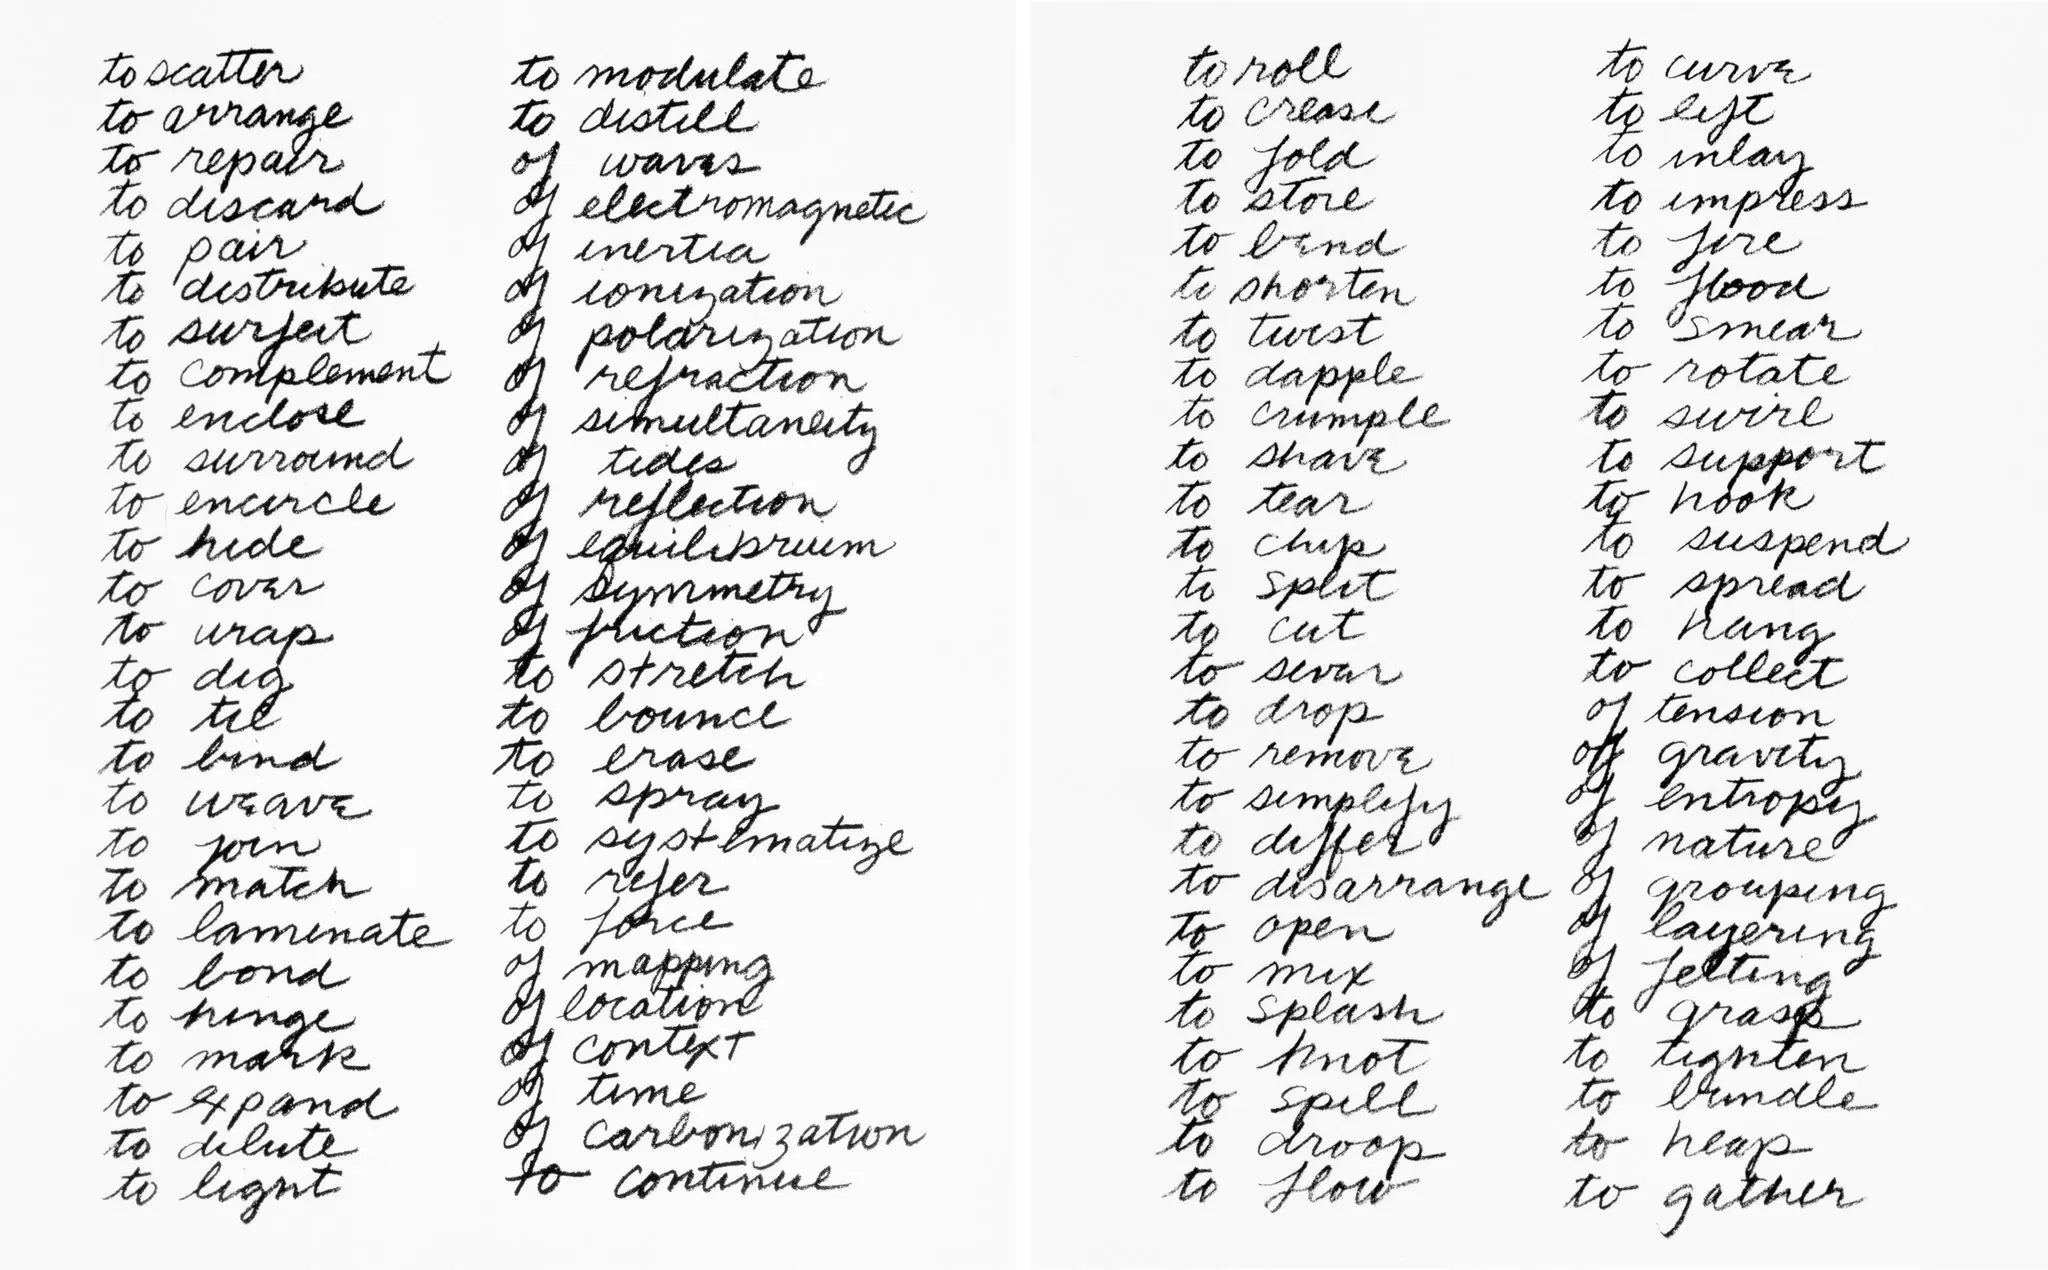 to scatter
to arrange
to repair
to discard
to pair
to distribute
to surfeit
to complement
to enclose
to surround
to encircle
to hide
to cover
to wrap
to dig
to tie
to bind
to weave
to join
to match
to laminate
to bond
to hinge
to mark
to expand
to dilute
to light
to modulate
to distill
of waves
of electromagnetic
of inertia
of ionization
of polarization
of refraction
of simultaneity
of tides
of reflection
of equilibrium
of symmetry
of friction
to stretch
to bounce
to erase
to spray
to systematize
to refer
to force
of mapping
of location
of context
of time
of carbonization
to continue
to roll
to crease
to fold
to store
to bend
to shorten
to twist
to dapple
to crumple
to shave
to tear
to chip
to split
to cut
to sever
to drop
to remove
to simplify
to differ
to disarrange
to open
to mix
to splash
to knot
to spill
to droop
to flow
to curve
to lift
to inlay
to impress
to fire
to flood
to smear
to rotate
to swirl
to support
to hook
to suspend
to spread
to hang
to collect
of tension
of gravity
of entropy
of nature
of grouping
of layering
of felting
to grasp
to tighten
to bundle
to heap
to gather